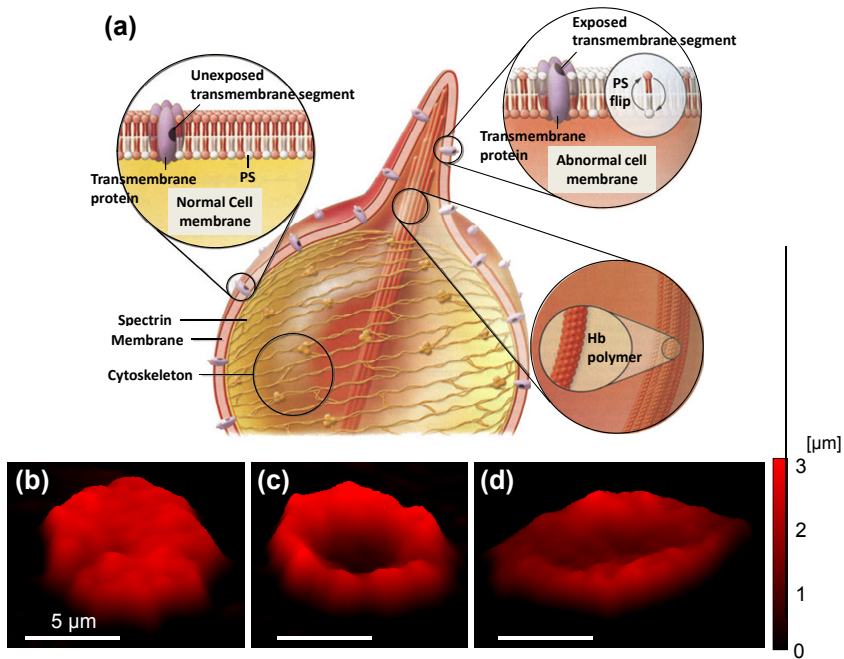 (a)
Unexposed
transmembrane segment
Transmembrane
protein
PS
Normal Cell
membrane
Exposed
transmembrane segment
PS
flip
Transmembrane
protein
Abnormal cell
membrane
Spectrin
Membrane
Cytoskeleton
Hb
polymer
(b)
5 µm
(c)
(d)
[µm]
3
2
1
0